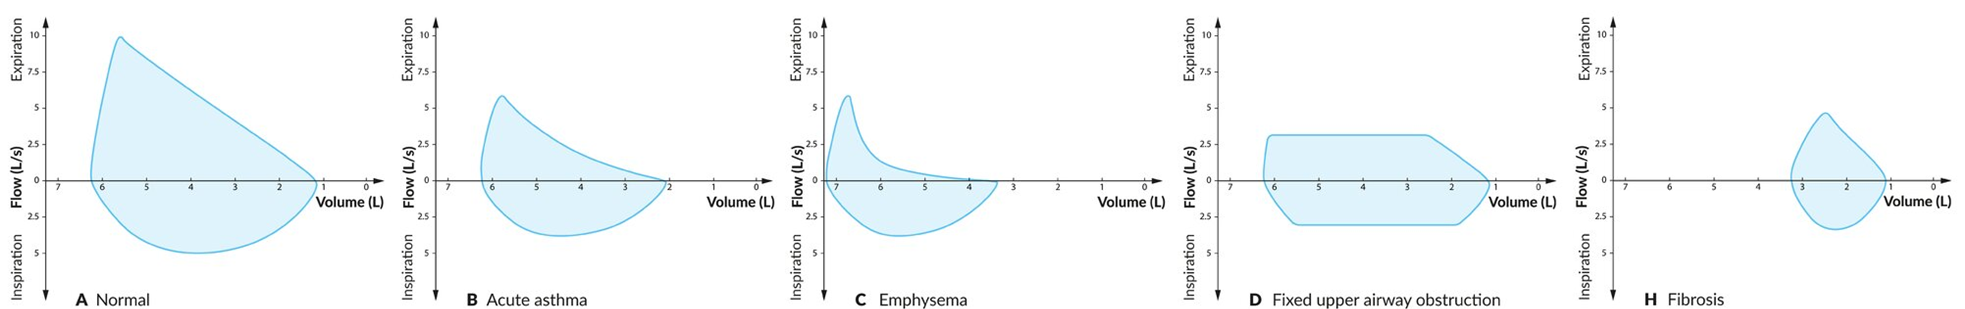 Expiration
Flow (L/s)
Inspiration
10
7.5
5
2.5
0
2.5
5
7 6 5 4 3 2 1 0
Volume (L)
A Normal
Expiration
Flow (L/s)
Inspiration
10
7.5
5
2.5
0
2.5
5
7 6 5 4 3 2 1 0
Volume (L)
B Acute asthma
Expiration
Flow (L/s)
Inspiration
10
7.5
5
2.5
0
2.5
5
7 6 5 4 3 2 1 0
Volume (L)
C Emphysema
Expiration
Flow (L/s)
Inspiration
10
7.5
5
2.5
0
2.5
5
7 6 5 4 3 2 1 0
Volume (L)
D Fixed upper airway obstruction
Expiration
Flow (L/s)
Inspiration
10
7.5
5
2.5
0
2.5
5
7 6 5 4 3 2 1 0
Volume (L)
H Fibrosis